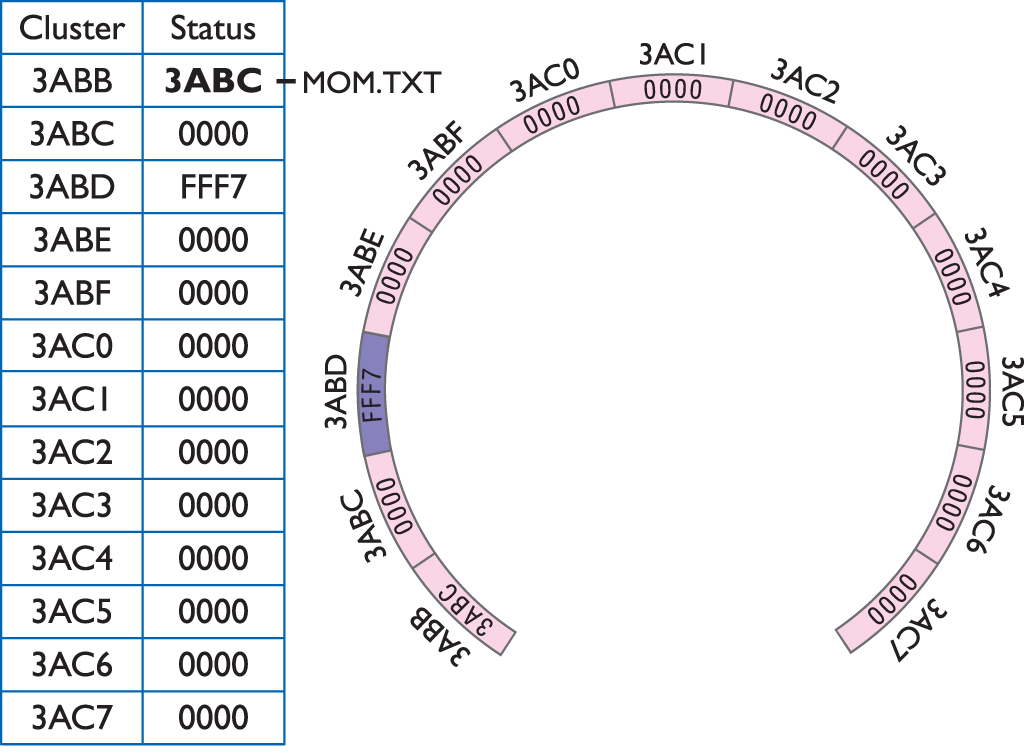 Cluster Status
3ABB 3ABC – MOM.TXT
3ABC 0000
3ABD FFF7
3ABE 0000
3ABF 0000
3AC0 0000
3AC1 0000
3AC2 0000
3AC3 0000
3AC4 0000
3AC5 0000
3AC6 0000
3AC7 0000
3ABB
3ABC
3ABC
0000
3ABD
FFF7
3ABE
0000
3ABF
0000
3AC0
0000
3AC1
0000
3AC2
0000
3AC3
0000
3AC4
0000
3AC5
0000
3AC6
0000
3AC7
0000